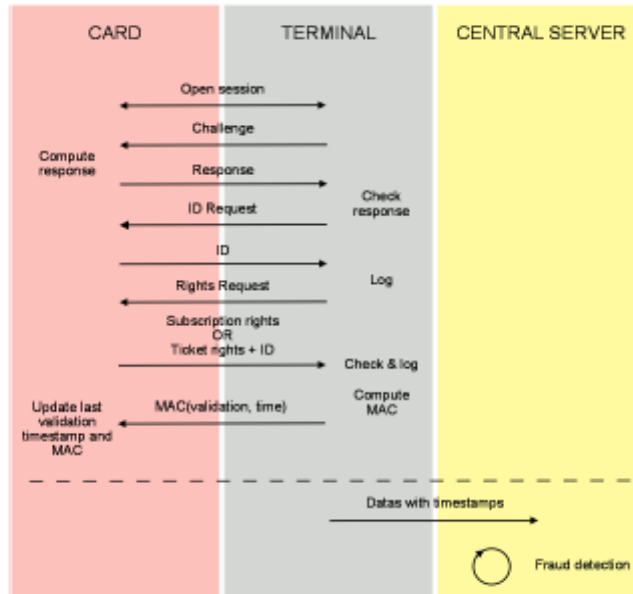 CARD
TERMINAL
CENTRAL SERVER
Open session
Challenge
Compute
response
Response
Check
response
ID Request
ID
Log
Rights Request
Subscription rights
OR
Ticket rights + ID
Check & log
Compute
MAC
Update last
validation
timestamp and
MAC
MAC(validation, time)
Datas with timestamps
Fraud detection